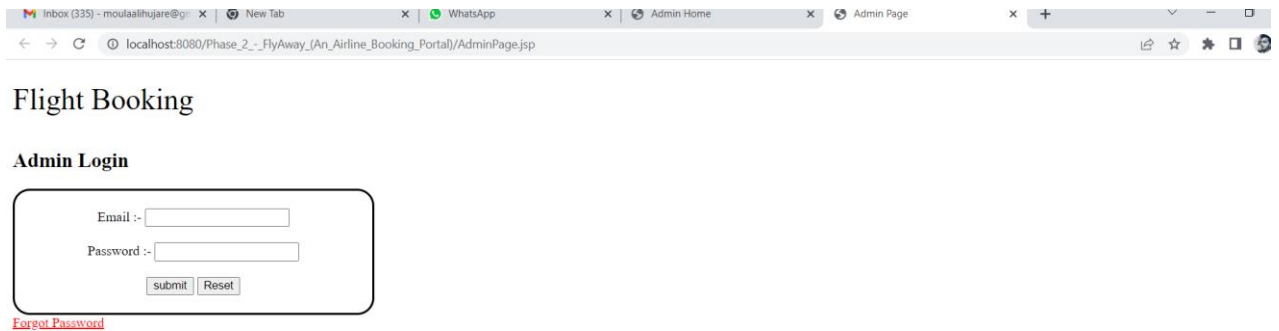 Inbox (335) - moulaalihujare@gm
New Tab
WhatsApp
Admin Home
Admin Page
localhost:8080/Phase_2_-_FlyAway_(An_Airline_Booking_Portal)/AdminPage.jsp
Flight Booking
Admin Login
Email :-
Password :-
submit Reset
Forgot Password